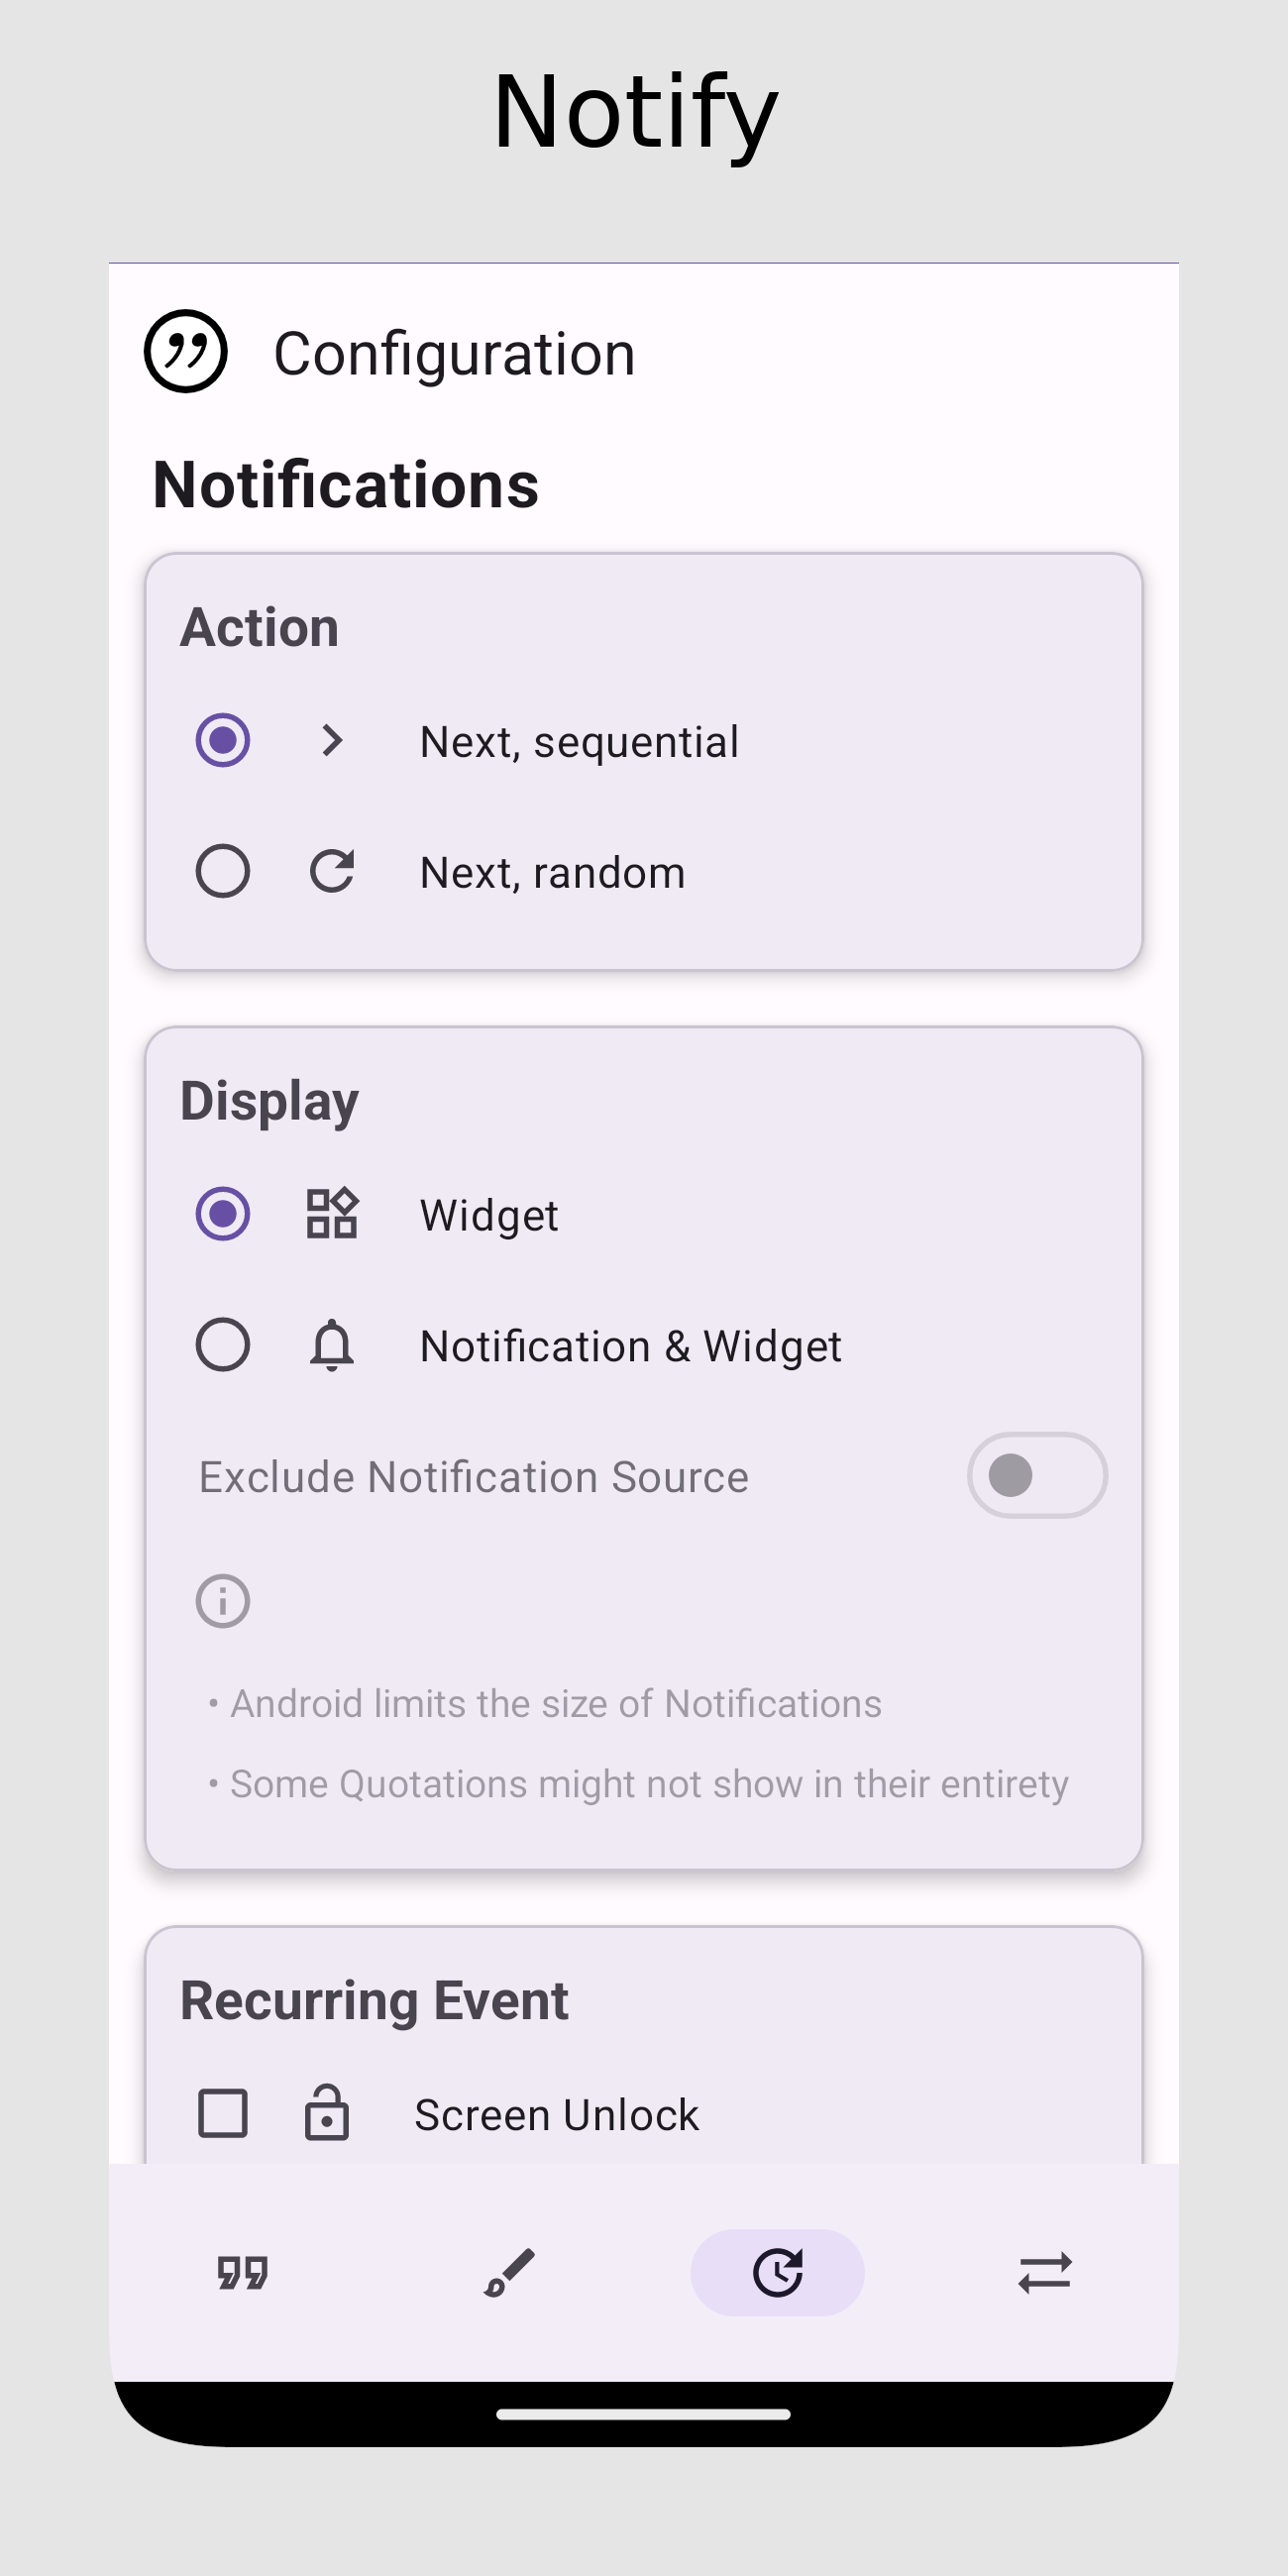 Notify
Configuration
Notifications
Action
Next, sequential
Next, random
Display
Widget
Notification & Widget
Exclude Notification Source
• Android limits the size of Notifications
• Some Quotations might not show in their entirety
Recurring Event
Screen Unlock